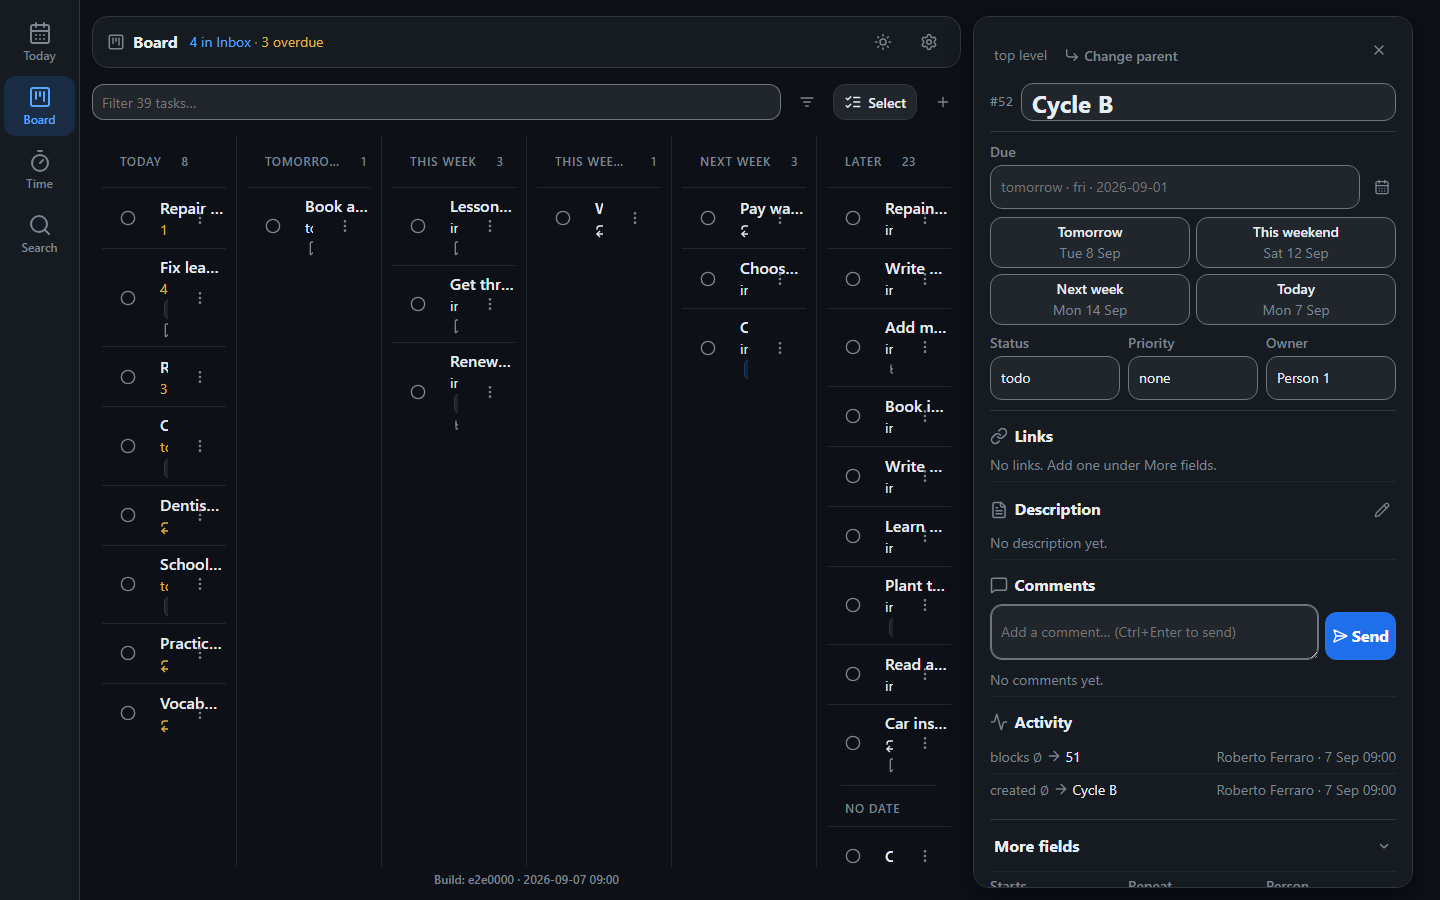 Today
Board
Time
Search
Board 4 in Inbox · 3 overdue
Filter 39 tasks...
Select
TODAY 8
Repair ...
1
Fix lea...
4
R
3
C
to
Dentis...
School...
to
Practic...
Vocab...
TOMORRO... 1
Book a...
to
THIS WEEK 3
Lesson...
Get thr...
Renew...
THIS WEE... 1
NEXT WEEK 3
Pay wa...
Choos...
C
LATER 23
Repain...
Write ...
Add m...
Book i...
Write ...
Learn ...
Plant t...
Read a...
Car ins...
NO DATE
C
Build: e2e0000 · 2026-09-07 09:00
top level Change parent
#52 Cycle B
Due
tomorrow · fri · 2026-09-01
Tomorrow
Tue 8 Sep
This weekend
Sat 12 Sep
Next week
Mon 14 Sep
Today
Mon 7 Sep
Status Priority Owner
todo none Person 1
Links
No links. Add one under More fields.
Description
No description yet.
Comments
Add a comment... (Ctrl+Enter to send)
Send
No comments yet.
Activity
blocks ∅ → 51 Roberto Ferraro · 7 Sep 09:00
created ∅ → Cycle B Roberto Ferraro · 7 Sep 09:00
More fields
Starts Repeat Person